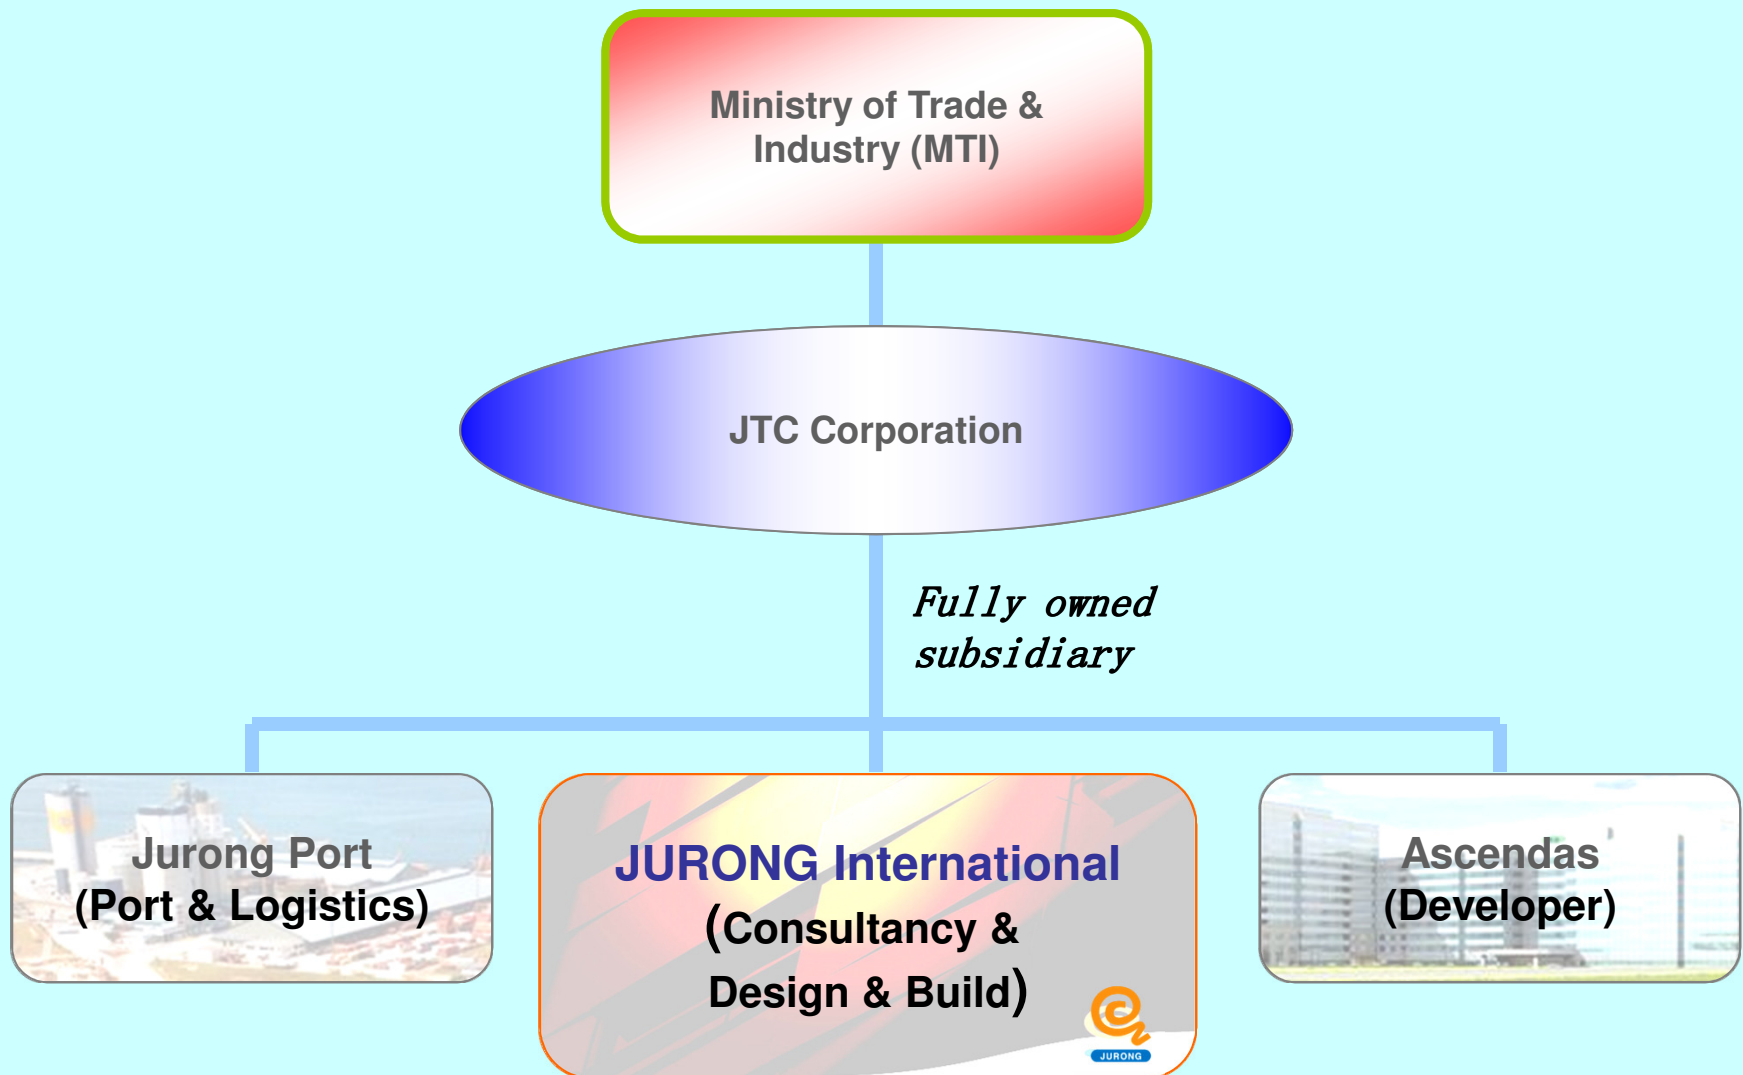 Ministry of Trade &
Industry (MTI)
JTC Corporation
Fully owned
subsidiary
Jurong Port
(Port & Logistics)
JURONG International
(Consultancy &
Design & Build)
JURONG
Ascendas
(Developer)